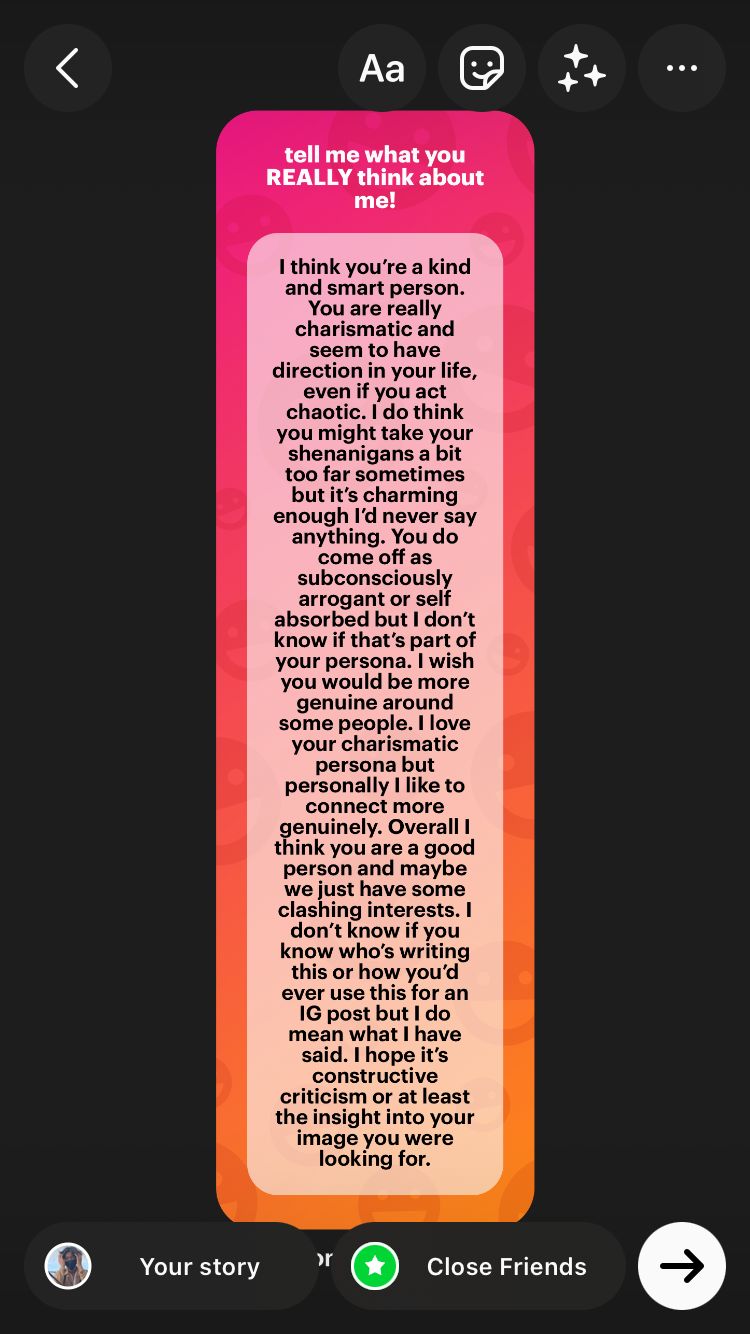 Aa
tell me what you
REALLY think about
me!
I think you’re a kind
and smart person.
You are really
charismatic and
seem to have
direction in your life,
even if you act
chaotic. I do think
you might take your
shenanigans a bit
too far sometimes
but it’s charming
enough I’d never say
anything. You do
come off as
subconsciously
arrogant or self
absorbed but I don’t
know if that’s part of
your persona. I wish
you would be more
genuine around
some people. I love
your charismatic
persona but
personally I like to
connect more
genuinely. Overall I
think you are a good
person and maybe
we just have some
clashing interests. I
don’t know if you
know who’s writing
this or how you’d
ever use this for an
IG post but I do
mean what I have
said. I hope it’s
constructive
criticism or at least
the insight into your
image you were
looking for.
Your story
Close Friends